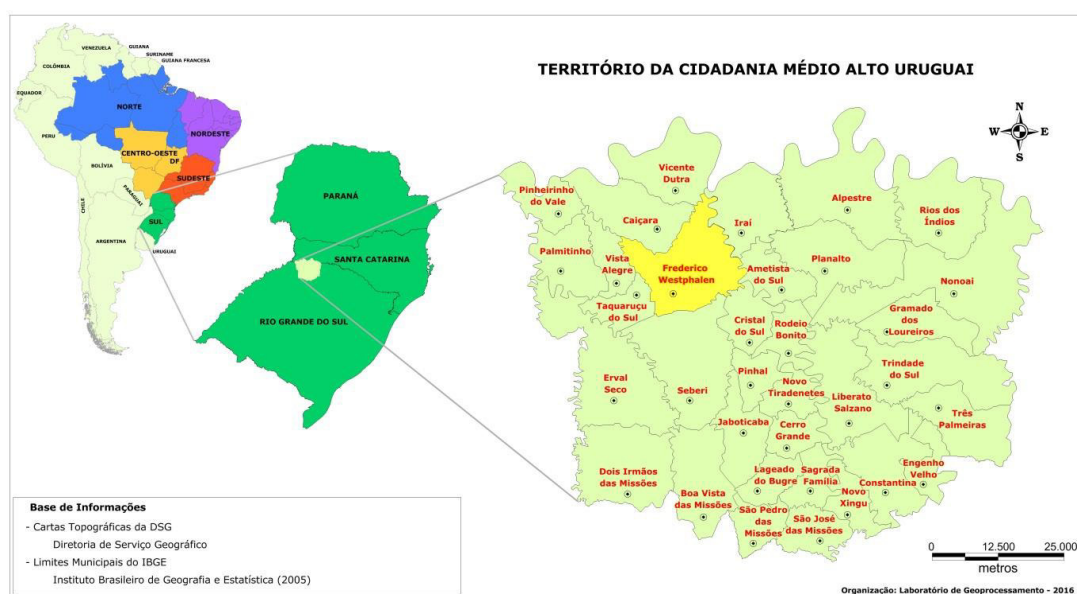 TERRITÓRIO DA CIDADANIA MÉDIO ALTO URUGUAI
VENEZUELA
GUIANA
SURINAME
GUIANA FRANCESA
COLÔMBIA
EQUADOR
NORTE
NORDESTE
PERU
CENTRO-OESTE
DF
BOLÍVIA
SUDESTE
PARAGUAI
CHILE
SUL
ARGENTINA
URUGUAI
PARANÁ
SANTA CATARINA
RIO GRANDE DO SUL
N
W
E
S
Vicente
Dutra
Pinheirinho
do Vale
Alpestre
Rios dos
Índios
Caiçara
Iraí
Palmitinho
Vista
Alegre
Frederico
Westphalen
Ametista
do Sul
Planalto
Nonoai
Taquaruçu
do Sul
Cristal
do Sul
Rodeio
Bonito
Gramado
dos
Loureiros
Trindade
do Sul
Erval
Seco
Seberi
Pinhal
Novo
Tiradenetes
Liberato
Salzano
Três
Palmeiras
Jaboticaba
Cerro
Grande
Dois Irmãos
das Missões
Boa Vista
das Missões
Lageado
do Bugre
Sagrada
Família
Engenho
Velho
Constantina
Novo
Xingu
São Pedro
das
Missões
São José
das Missões
Base de Informações
- Cartas Topográficas da DSG
Diretoria de Serviço Geográfico
- Limites Municipais do IBGE
Instituto Brasileiro de Geografia e Estatística (2005)
0 12.500 25.000
metros
Organização: Laboratório de Geoprocessamento - 2016